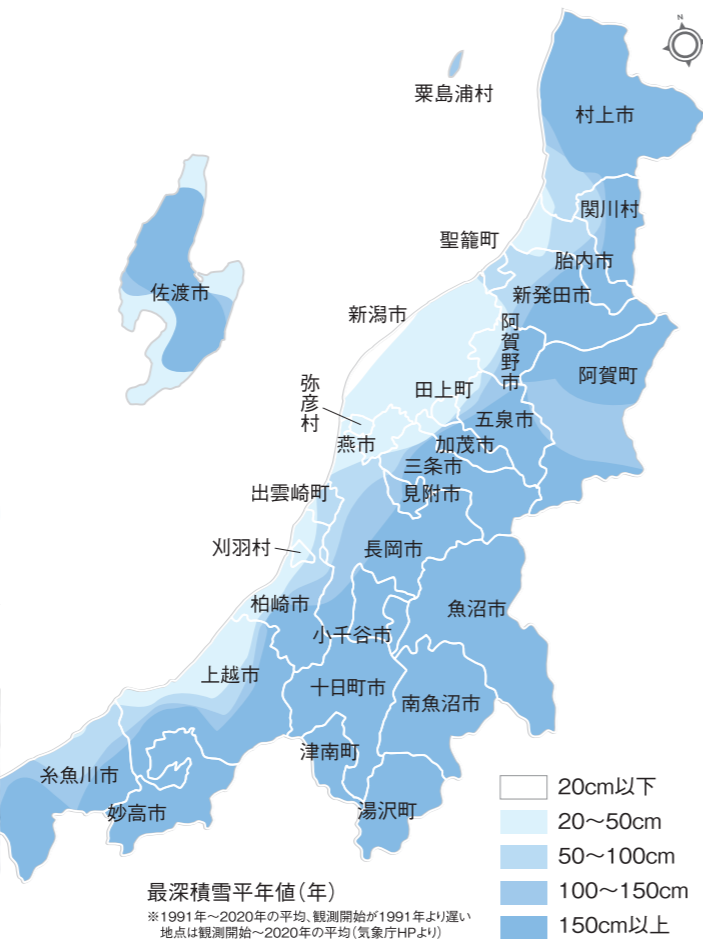 N
粟島浦村
村上市
関川村
聖籠町
胎内市
佐渡市
新発田市
新潟市
阿賀野市
阿賀町
弥彦村
田上町
五泉市
燕市
加茂市
三条市
出雲崎町
見附市
刈羽村
長岡市
柏崎市
魚沼市
小千谷市
上越市
十日町市
南魚沼市
津南町
糸魚川市
妙高市
湯沢町
20cm以下
20〜50cm
50〜100cm
100〜150cm
150cm以上
最深積雪平年値(年)
※1991年〜2020年の平均、観測開始が1991年より遅い
地点は観測開始〜2020年の平均(気象庁HPより)